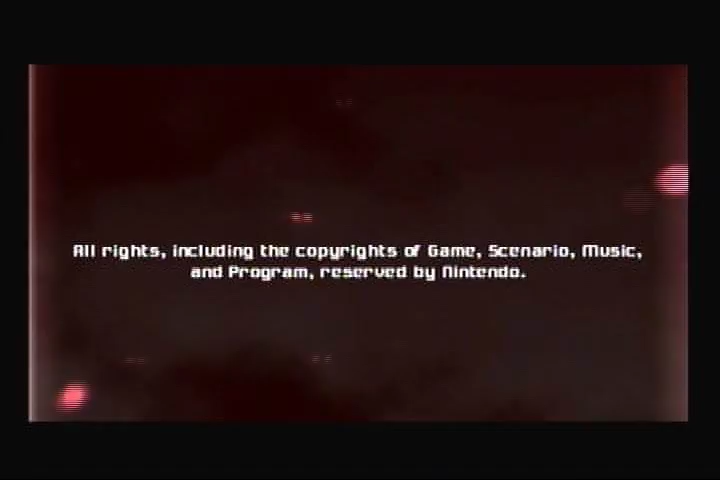 All rights, including the copyrights of Game, Scenario, Music,
and Program, reserved by Nintendo.